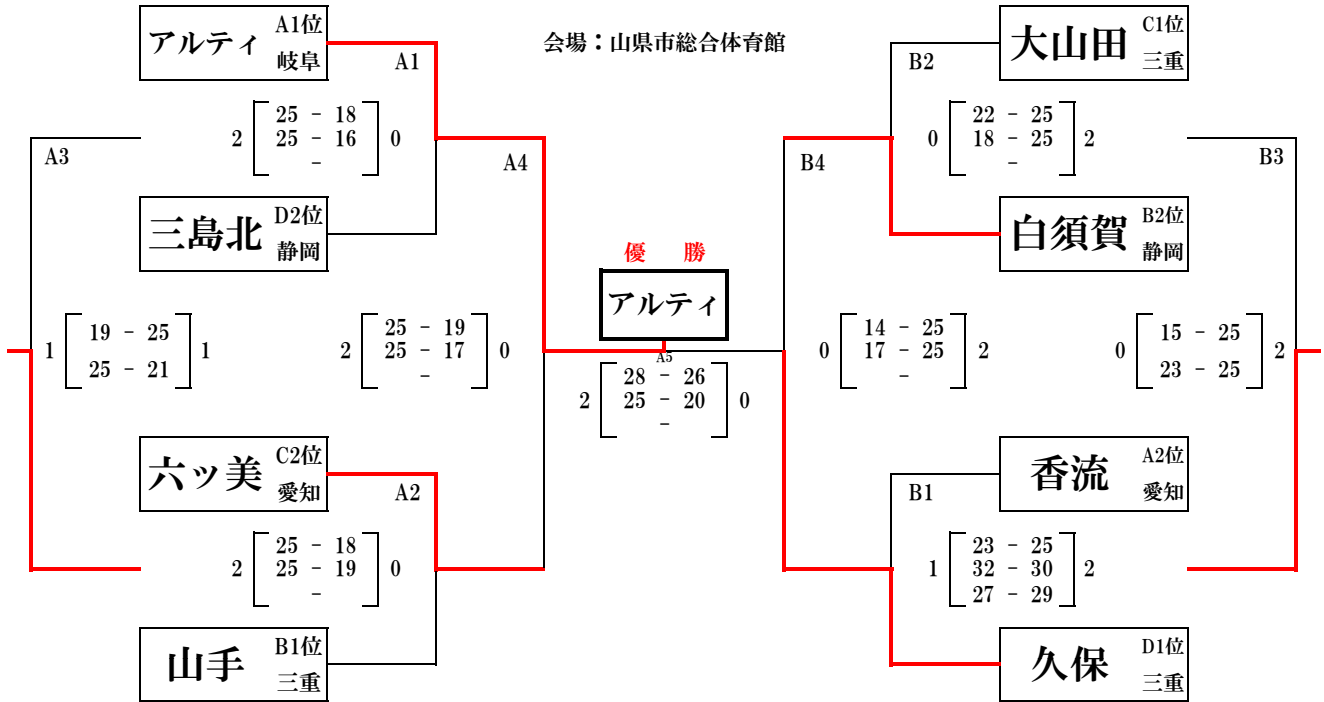 会場：山県市総合体育館
アルティ
A1位
岐阜
A1
2
25 - 18
25 - 16
-
0
A3
A4
三島北
D2位
静岡
1
19 - 25
25 - 21
1
2
25 - 19
25 - 17
-
0
六ッ美
C2位
愛知
A2
2
25 - 18
25 - 19
-
0
山手
B1位
三重
優 勝
アルティ
A5
2
28 - 26
25 - 20
-
0
大山田
C1位
三重
B2
0
22 - 25
18 - 25
-
2
B4
B3
白須賀
B2位
静岡
0
14 - 25
17 - 25
-
2
0
15 - 25
23 - 25
2
香流
A2位
愛知
B1
1
23 - 25
32 - 30
27 - 29
2
久保
D1位
三重